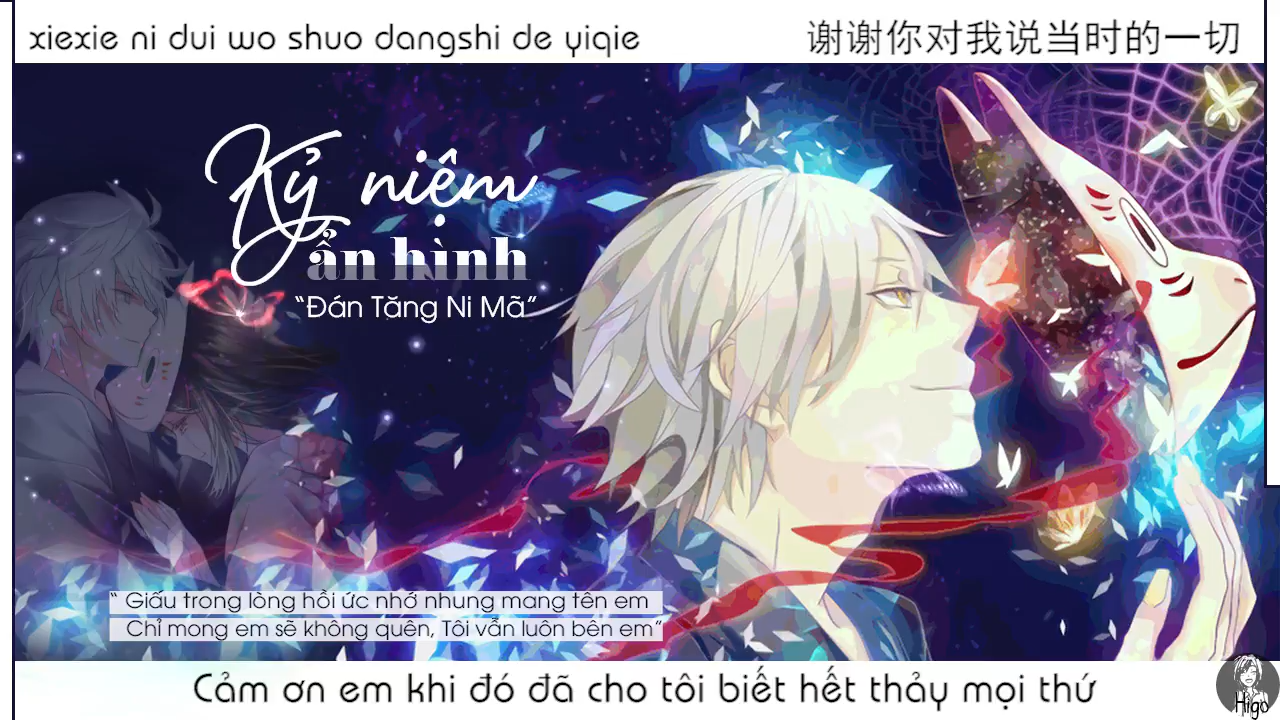 xiexie ni dui wo shuo dangshi de yiqie
谢谢你对我说当时的一切
Kỷ niệm
ẩn hình
“Đán Tăng Ni Mã”
“ Giấu trong lòng hồi ức nhớ nhung mang tên em
Chỉ mong em sẽ không quên, Tôi vẫn luôn bên em”
Cảm ơn em khi đó đã cho tôi biết hết thảy mọi thứ
Higo